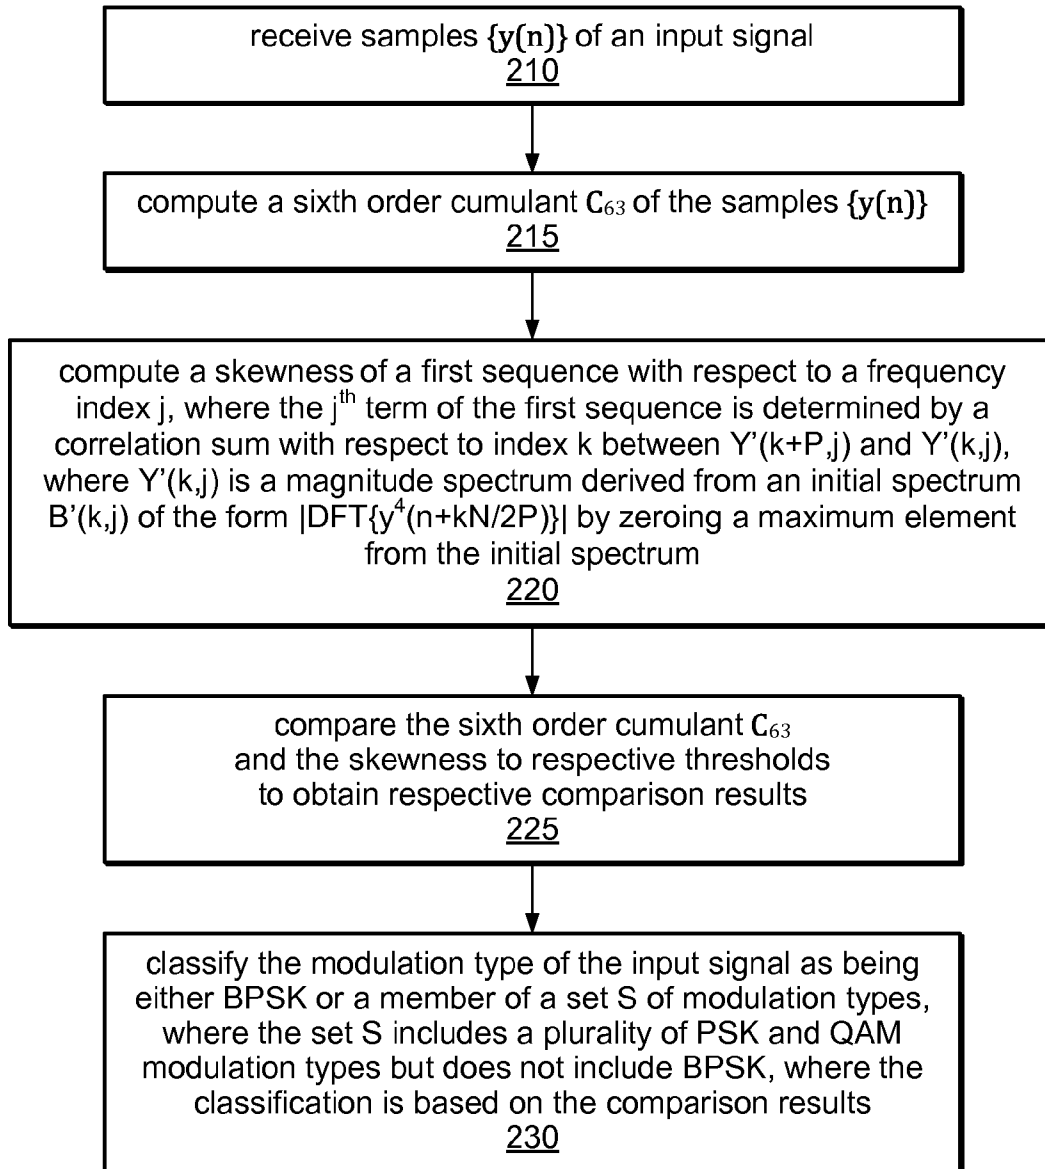 receive samples {y(n)} of an input signal
210
compute a sixth order cumulant C₆₃ of the samples {y(n)}
215
compute a skewness of a first sequence with respect to a frequency
index j, where the jᵗʰ term of the first sequence is determined by a
correlation sum with respect to index k between Y'(k+P,j) and Y'(k,j),
where Y'(k,j) is a magnitude spectrum derived from an initial spectrum
B'(k,j) of the form |DFT{y⁴(n+kN/2P)}| by zeroing a maximum element
from the initial spectrum
220
compare the sixth order cumulant C₆₃
and the skewness to respective thresholds
to obtain respective comparison results
225
classify the modulation type of the input signal as being
either BPSK or a member of a set S of modulation types,
where the set S includes a plurality of PSK and QAM
modulation types but does not include BPSK, where the
classification is based on the comparison results
230